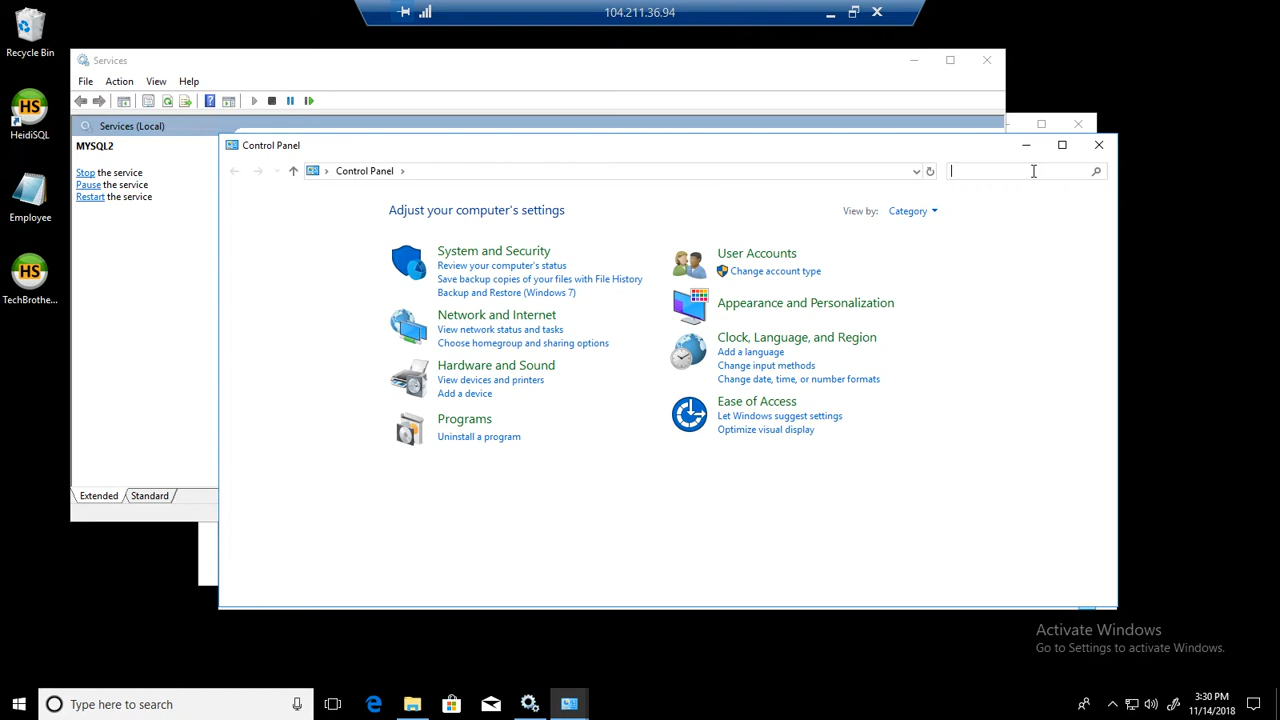 104.211.36.94
Recycle Bin
Services
File Action View Help
HeidiSQL
Services (Local)
MYSQL2
Control Panel
Stop the service
Pause the service
Restart the service
Control Panel
Adjust your computer's settings
View by: Category
Employee
System and Security
Review your computer's status
Save backup copies of your files with File History
Backup and Restore (Windows 7)
Network and Internet
View network status and tasks
Choose homegroup and sharing options
Hardware and Sound
View devices and printers
Add a device
Programs
Uninstall a program
User Accounts
Change account type
Appearance and Personalization
Clock, Language, and Region
Add a language
Change input methods
Change date, time, or number formats
Ease of Access
Let Windows suggest settings
Optimize visual display
HS
HS
TechBrothe...
Extended Standard
Activate Windows
Go to Settings to activate Windows.
Type here to search
3:30 PM
11/14/2018